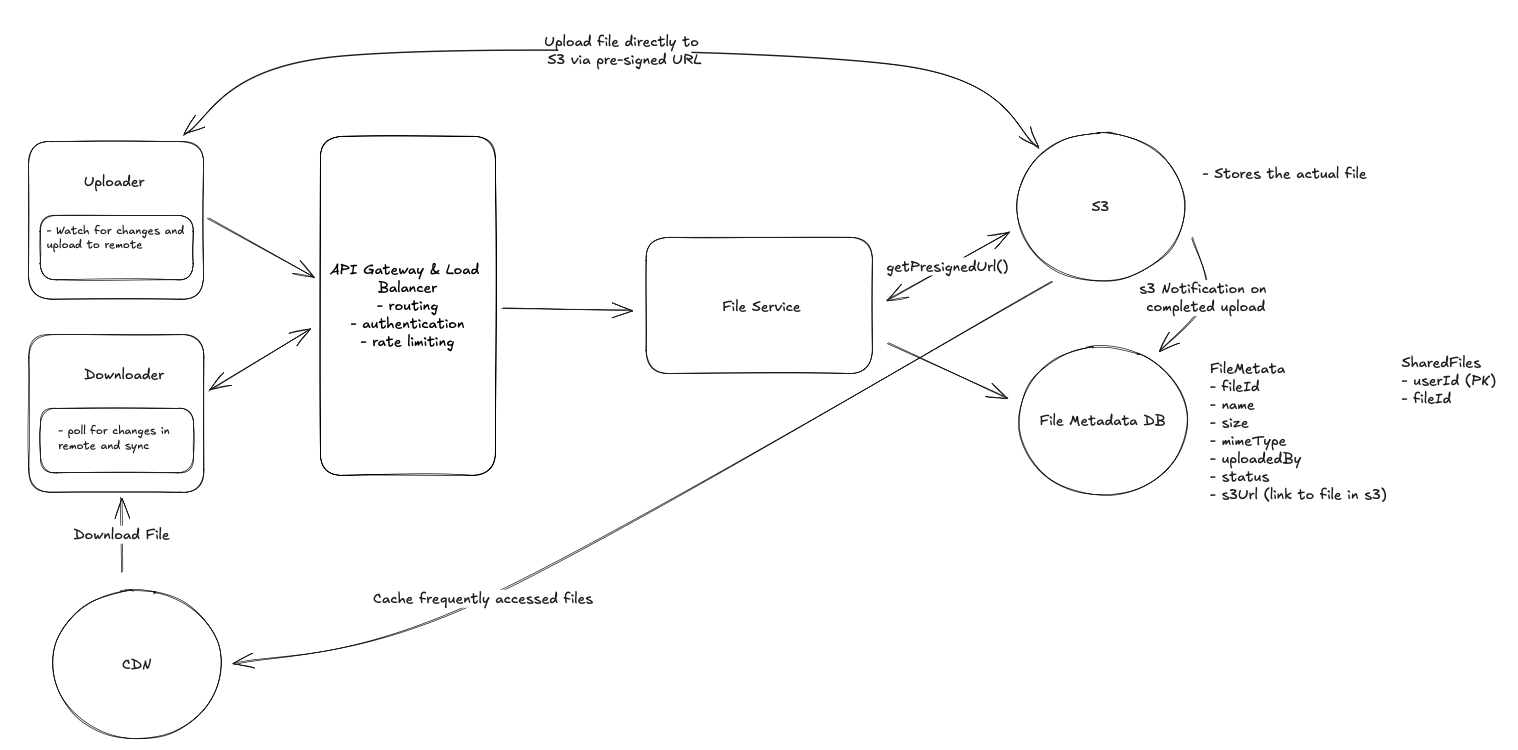 Upload file directly to
S3 via pre-signed URL
Uploader
- Watch for changes and
upload to remote
Downloader
- poll for changes in
remote and sync
Download File
CDN
API Gateway & Load
Balancer
- routing
- authentication
- rate limiting
File Service
getPresignedUrl()
S3
- Stores the actual file
s3 Notification on
completed upload
File Metadata DB
FileMetata
- fileId
- name
- size
- mimeType
- uploadedBy
- status
- s3Url (link to file in s3)
SharedFiles
- userId (PK)
- fileId
Cache frequently accessed files